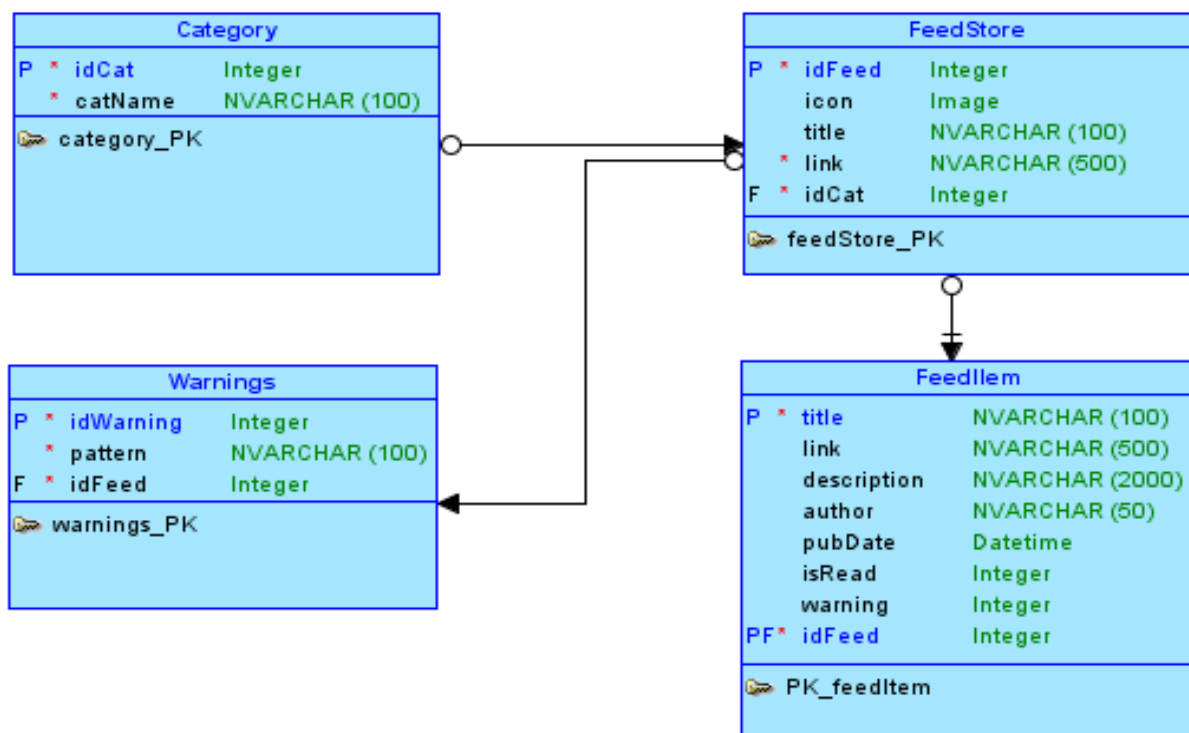 Category
P * idCat Integer
* catName NVARCHAR (100)
category_PK
FeedStore
P * idFeed Integer
icon Image
title NVARCHAR (100)
* link NVARCHAR (500)
F * idCat Integer
feedStore_PK
Warnings
P * idWarning Integer
* pattern NVARCHAR (100)
F * idFeed Integer
warnings_PK
FeedIIem
P * title NVARCHAR (100)
link NVARCHAR (500)
description NVARCHAR (2000)
author NVARCHAR (50)
pubDate Datetime
isRead Integer
warning Integer
PF* idFeed Integer
PK_feedItem